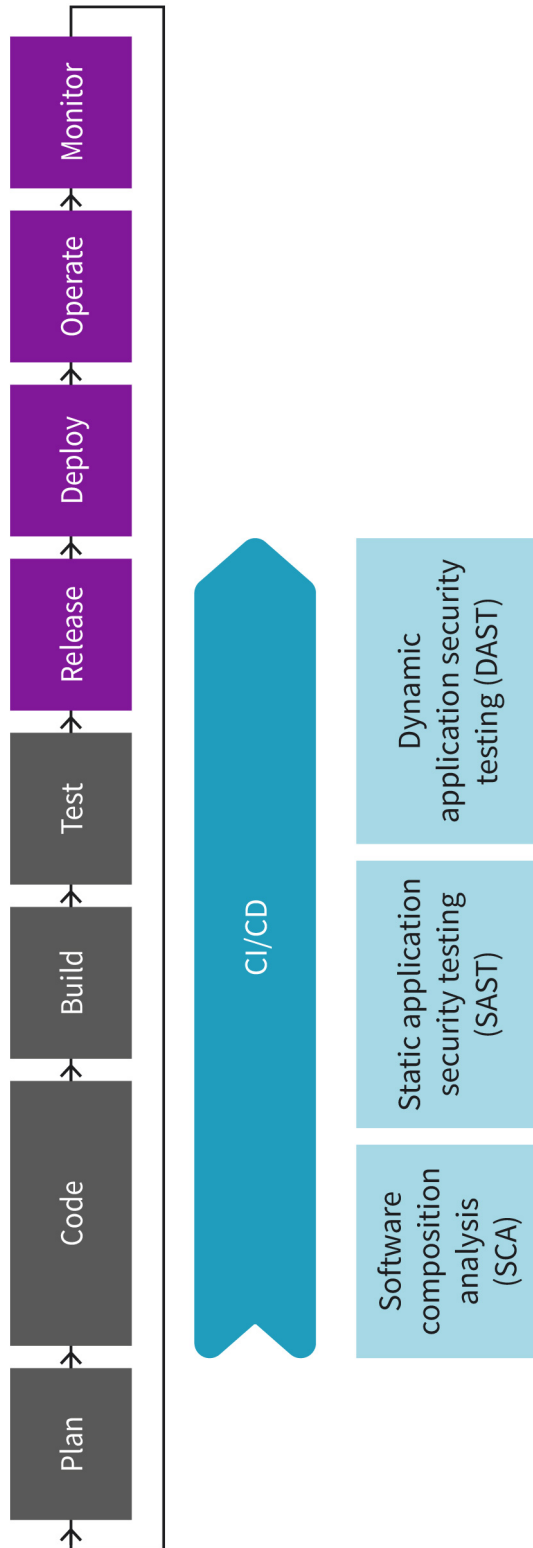 Plan
Code
Build
Test
Release
Deploy
Operate
Monitor
CI/CD
Software
composition
analysis
(SCA)
Static application
security testing
(SAST)
Dynamic
application security
testing (DAST)